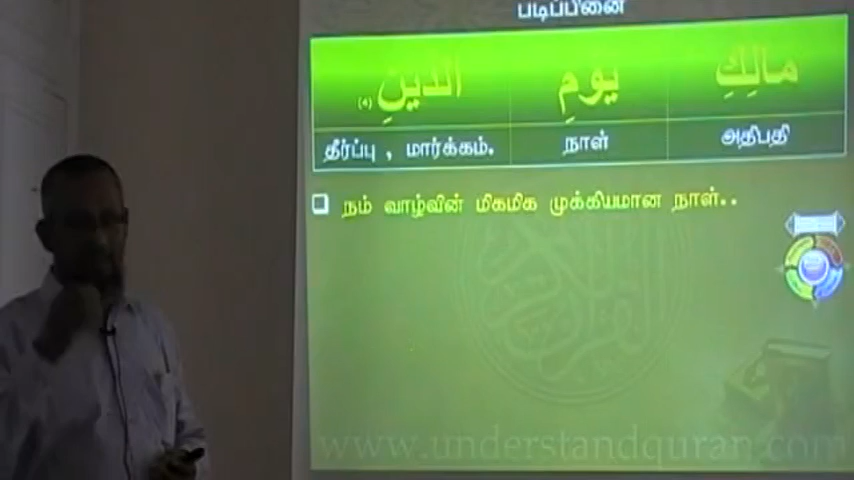 படிப்பினை
مَالِكِ يَوْمِ الدِّينِ (4)
அதிபதி நாள் தீர்ப்பு , மார்க்கம்.
நம் வாழ்வின் மிகமிக முக்கியமான நாள்..
www.understandquran.com